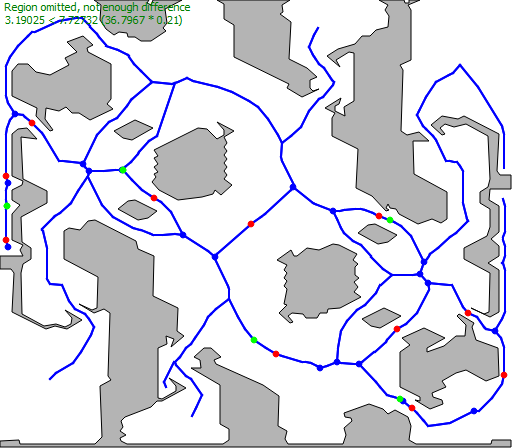 Region omitted, not enough difference
3.19025 < 7.72732 (36.7967 * 0.21)